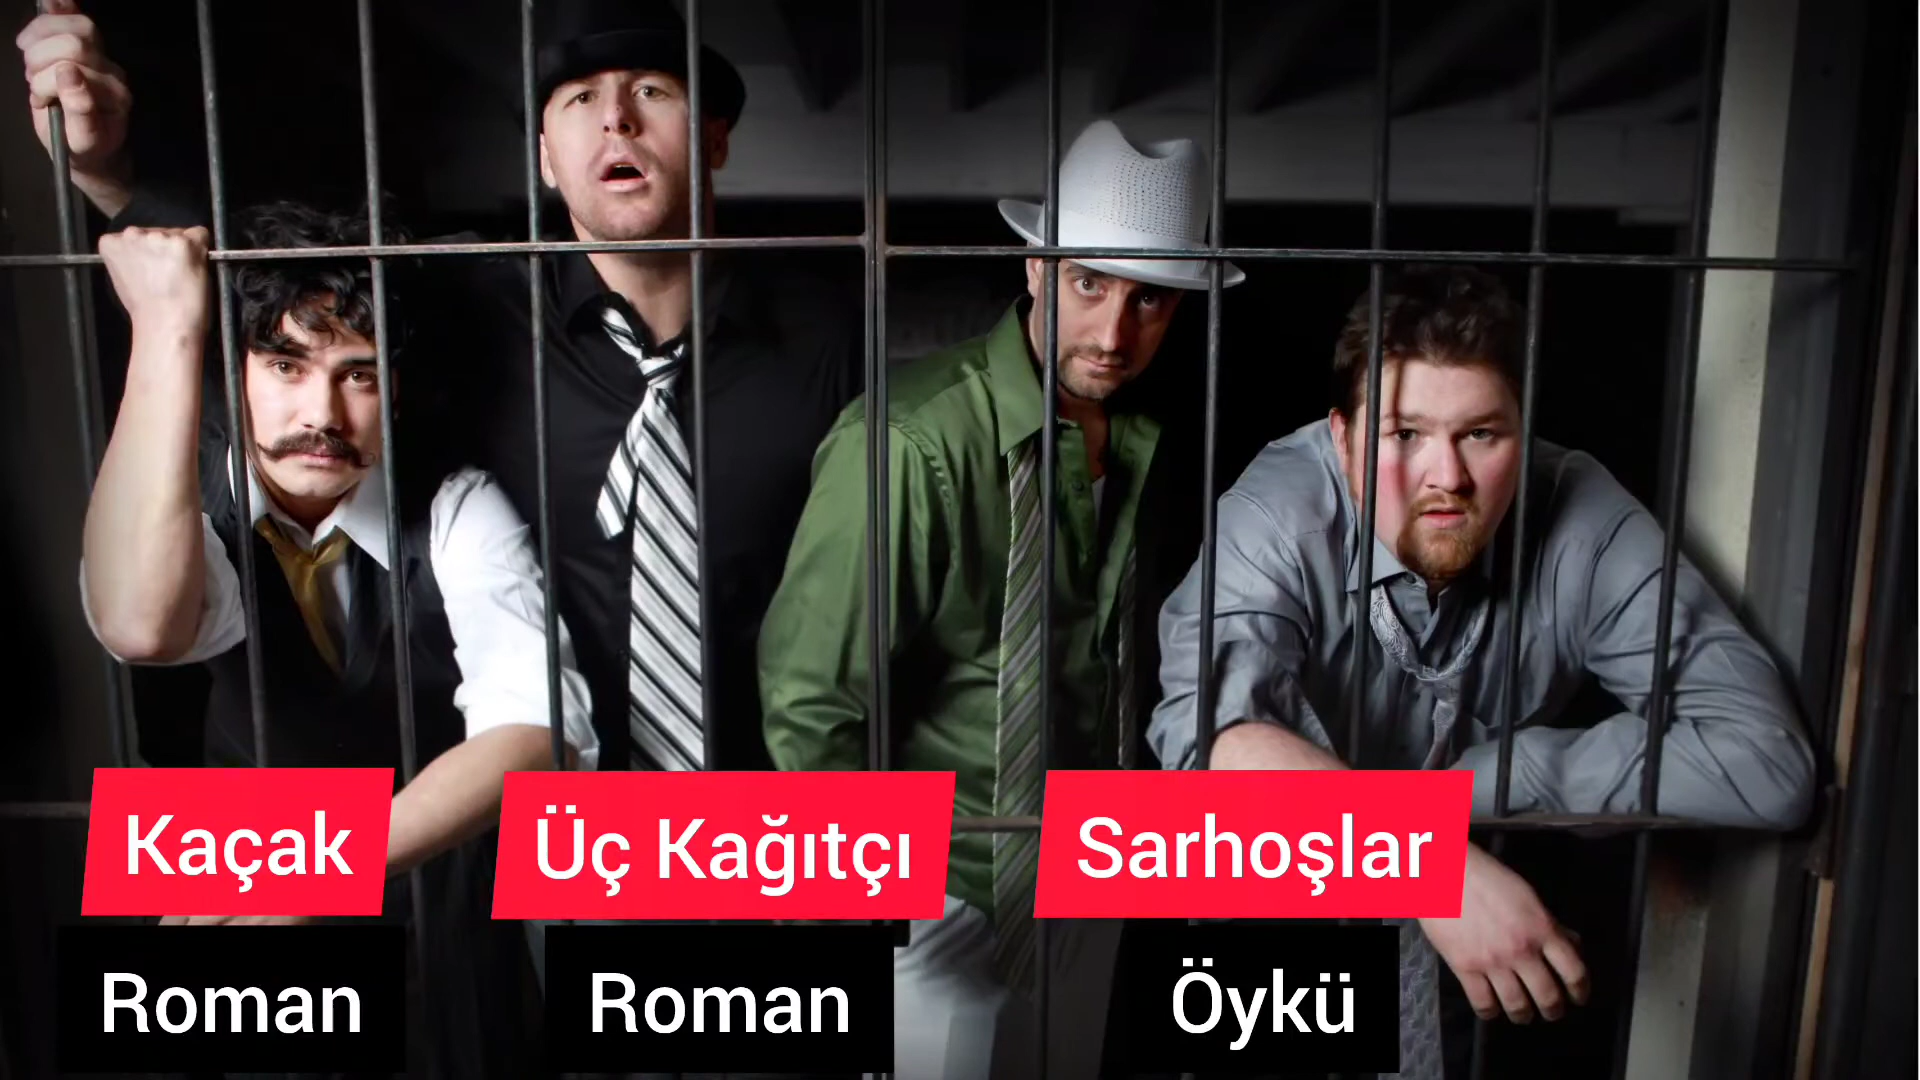 Kaçak
Roman
Üç Kağıtçı
Roman
Sarhoşlar
Öykü